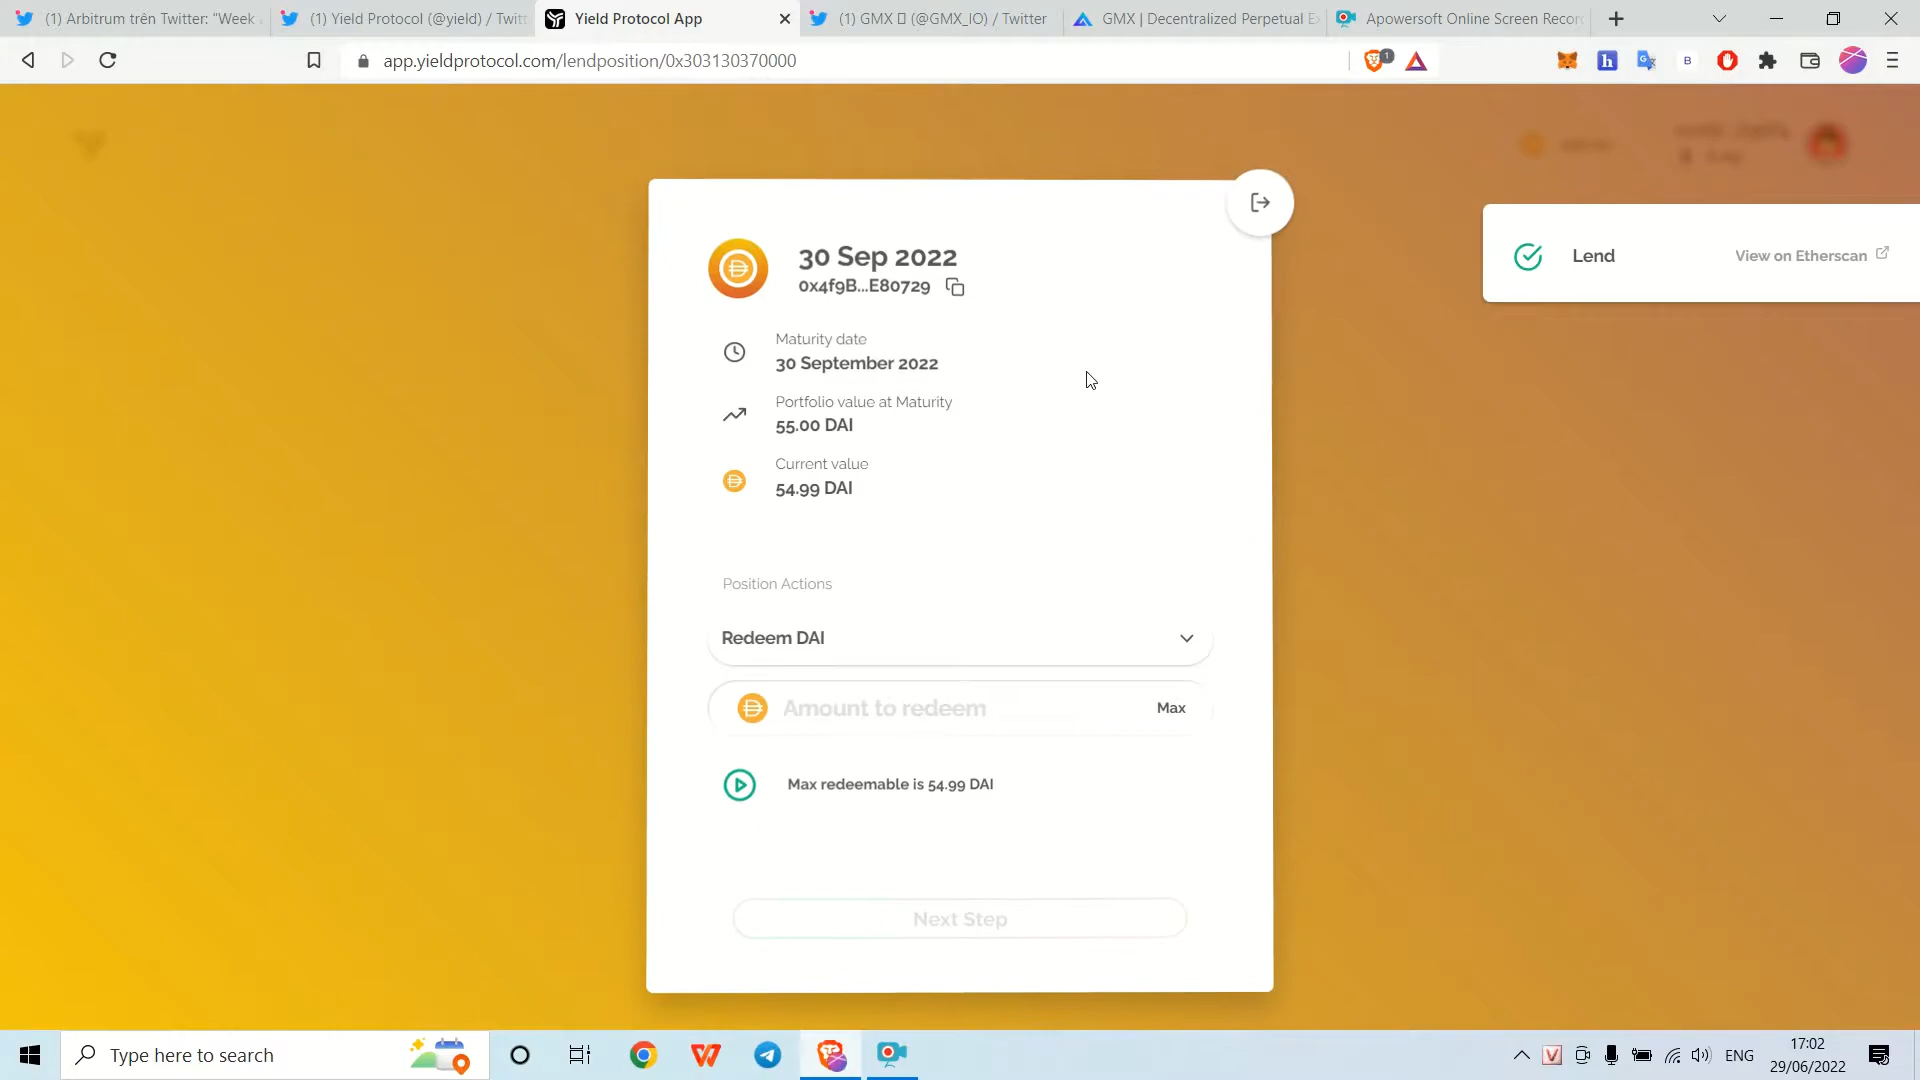 (1) Arbitrum trên Twitter: "Week
(1) Yield Protocol (@yield) / Twitt
Yield Protocol App
(1) GMX (@GMX_IO) / Twitter
GMX | Decentralized Perpetual Ex
Apowersoft Online Screen Record
app.yieldprotocol.com/lendposition/0x303130370000
1
B
30 Sep 2022
0x4f9B...E80729
Lend
View on Etherscan
Maturity date
30 September 2022
Portfolio value at Maturity
55.00 DAI
Current value
54.99 DAI
Position Actions
Redeem DAI
Amount to redeem
Max
Max redeemable is 54.99 DAI
Next Step
Type here to search
ENG
17:02
29/06/2022